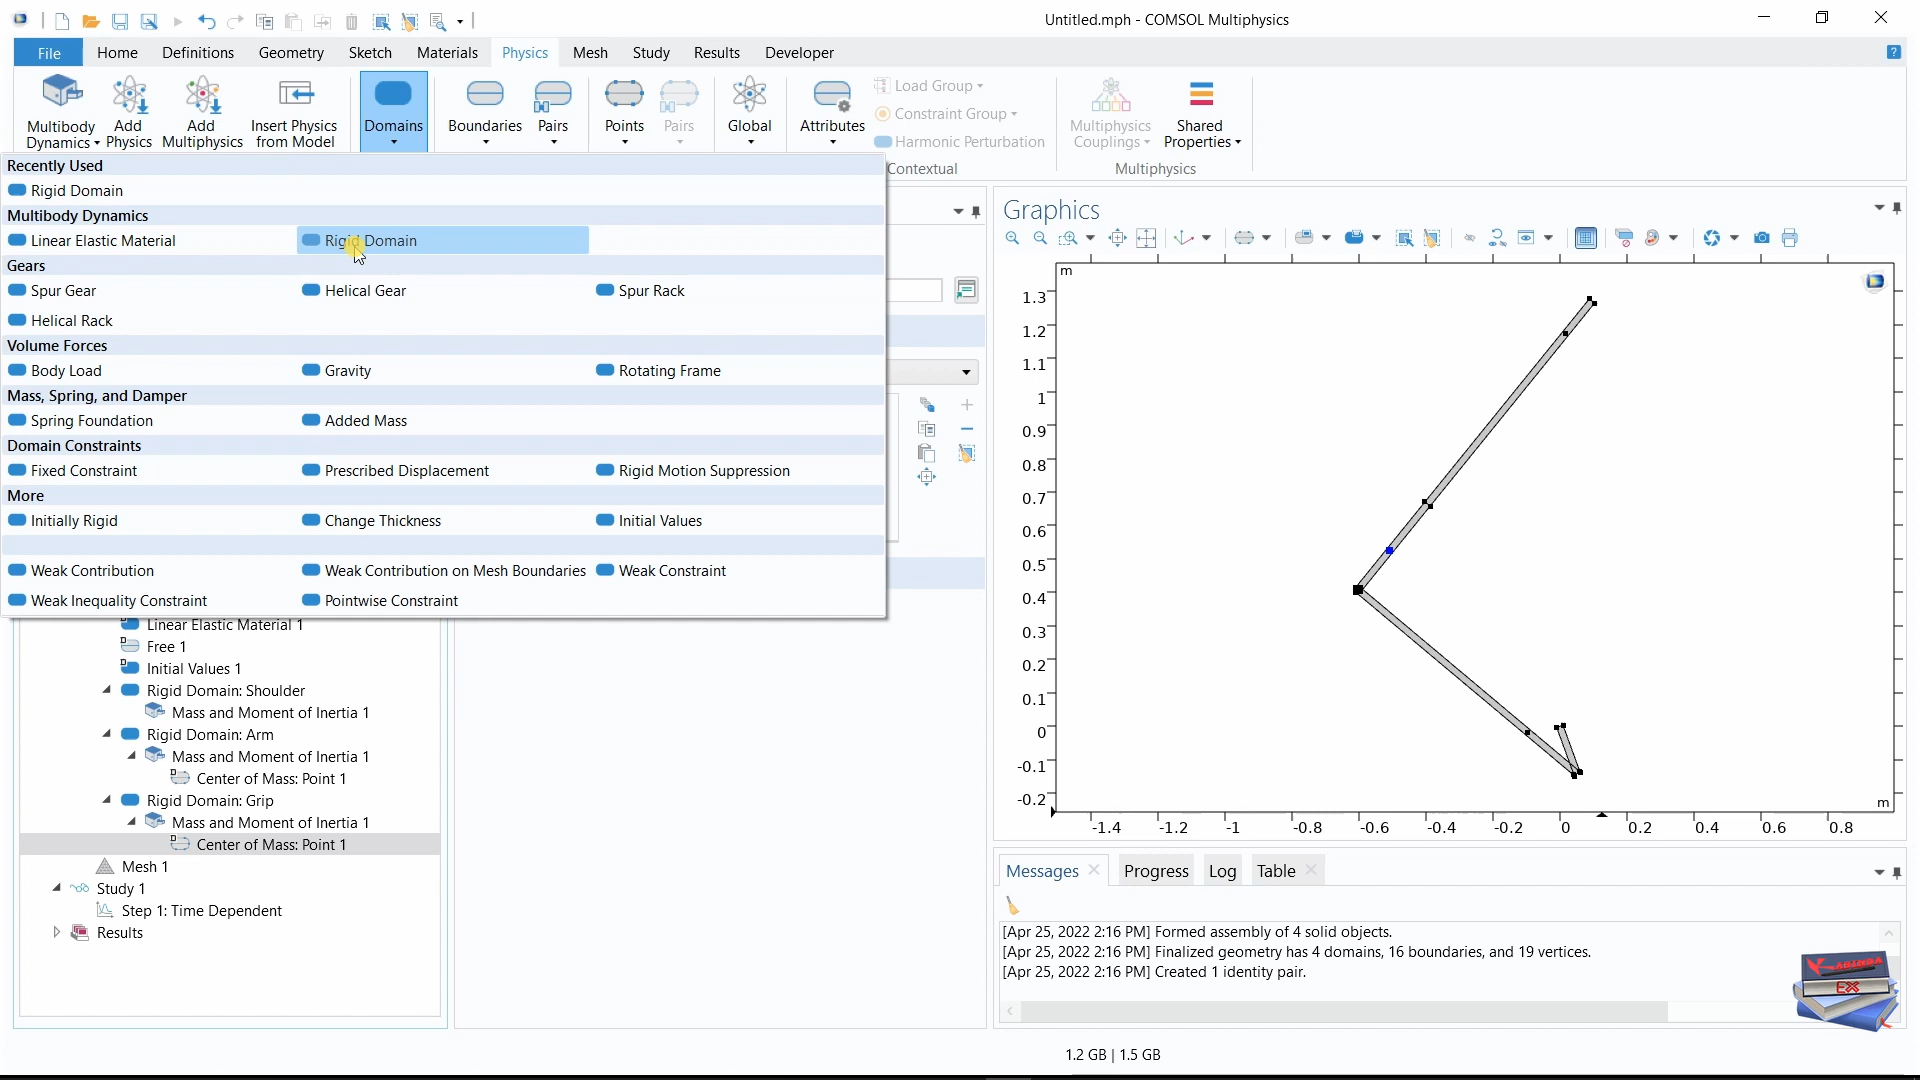 Untitled.mph - COMSOL Multiphysics
File Home Definitions Geometry Sketch Materials Physics Mesh Study Results Developer
Multibody Dynamics
Add Physics
Add Multiphysics
Insert Physics from Model
Domains
Boundaries
Pairs
Points
Pairs
Global
Attributes
Load Group
Constraint Group
Harmonic Perturbation
Contextual
Multiphysics Couplings
Shared Properties
Multiphysics
Recently Used
Rigid Domain
Multibody Dynamics
Linear Elastic Material Rigid Domain
Gears
Spur Gear Helical Gear Spur Rack
Helical Rack
Volume Forces
Body Load Gravity Rotating Frame
Mass, Spring, and Damper
Spring Foundation Added Mass
Domain Constraints
Fixed Constraint Prescribed Displacement Rigid Motion Suppression
More
Initially Rigid Change Thickness Initial Values
Weak Contribution Weak Contribution on Mesh Boundaries Weak Constraint
Weak Inequality Constraint Pointwise Constraint
Linear Elastic Material 1
Free 1
Initial Values 1
Rigid Domain: Shoulder
Mass and Moment of Inertia 1
Rigid Domain: Arm
Mass and Moment of Inertia 1
Center of Mass: Point 1
Rigid Domain: Grip
Mass and Moment of Inertia 1
Center of Mass: Point 1
Mesh 1
Study 1
Step 1: Time Dependent
Results
Graphics
m
1.3
1.2
1.1
1
0.9
0.8
0.7
0.6
0.5
0.4
0.3
0.2
0.1
0
-0.1
-0.2
m
-1.4 -1.2 -1 -0.8 -0.6 -0.4 -0.2 0 0.2 0.4 0.6 0.8
Messages Progress Log Table
[Apr 25, 2022 2:16 PM] Formed assembly of 4 solid objects.
[Apr 25, 2022 2:16 PM] Finalized geometry has 4 domains, 16 boundaries, and 19 vertices.
[Apr 25, 2022 2:16 PM] Created 1 identity pair.
EX
1.2 GB | 1.5 GB